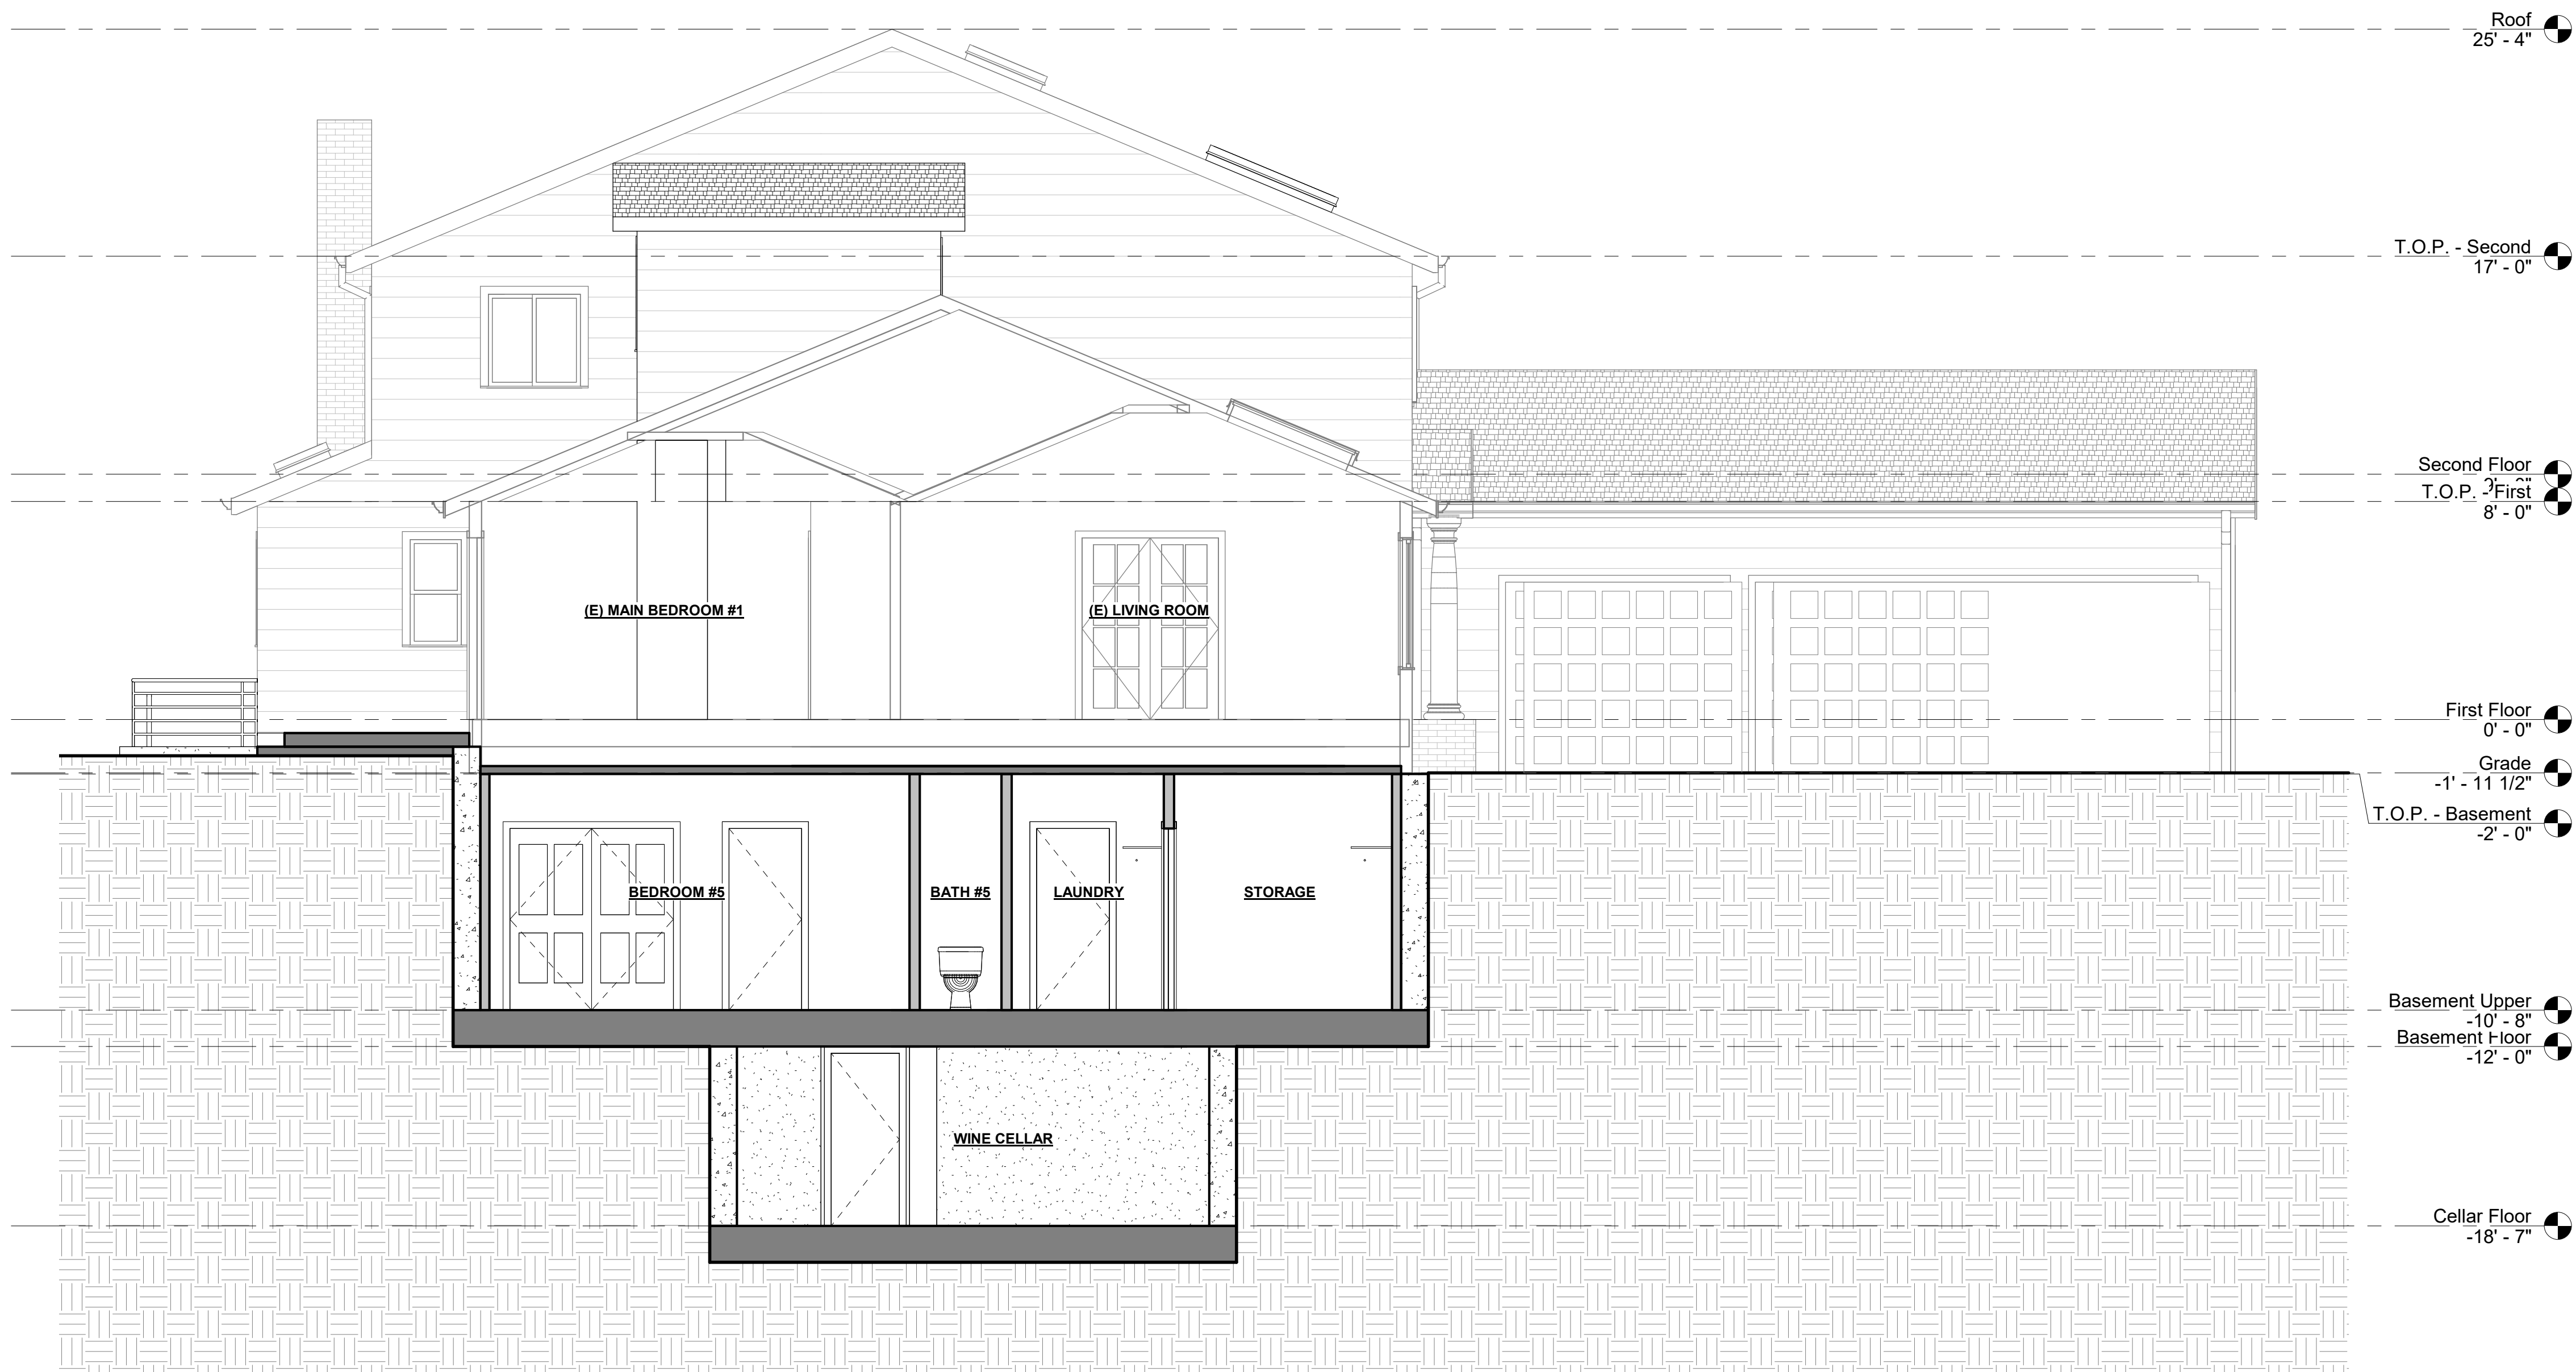 Roof
25' - 4"
T.O.P. - Second
17' - 0"
Second Floor
T.O.P. - First
8' - 0"
(E) MAIN BEDROOM #1
(E) LIVING ROOM
First Floor
0' - 0"
Grade
-1' - 11 1/2"
T.O.P. - Basement
-2' - 0"
BEDROOM #5
BATH #5
LAUNDRY
STORAGE
Basement Upper
-10' - 8"
Basement Floor
-12' - 0"
WINE CELLAR
Cellar Floor
-18' - 7"